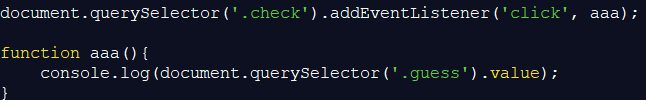 document.querySelector('.check').addEventListener('click', aaa);
function aaa(){
    console.log(document.querySelector('.guess').value);
}